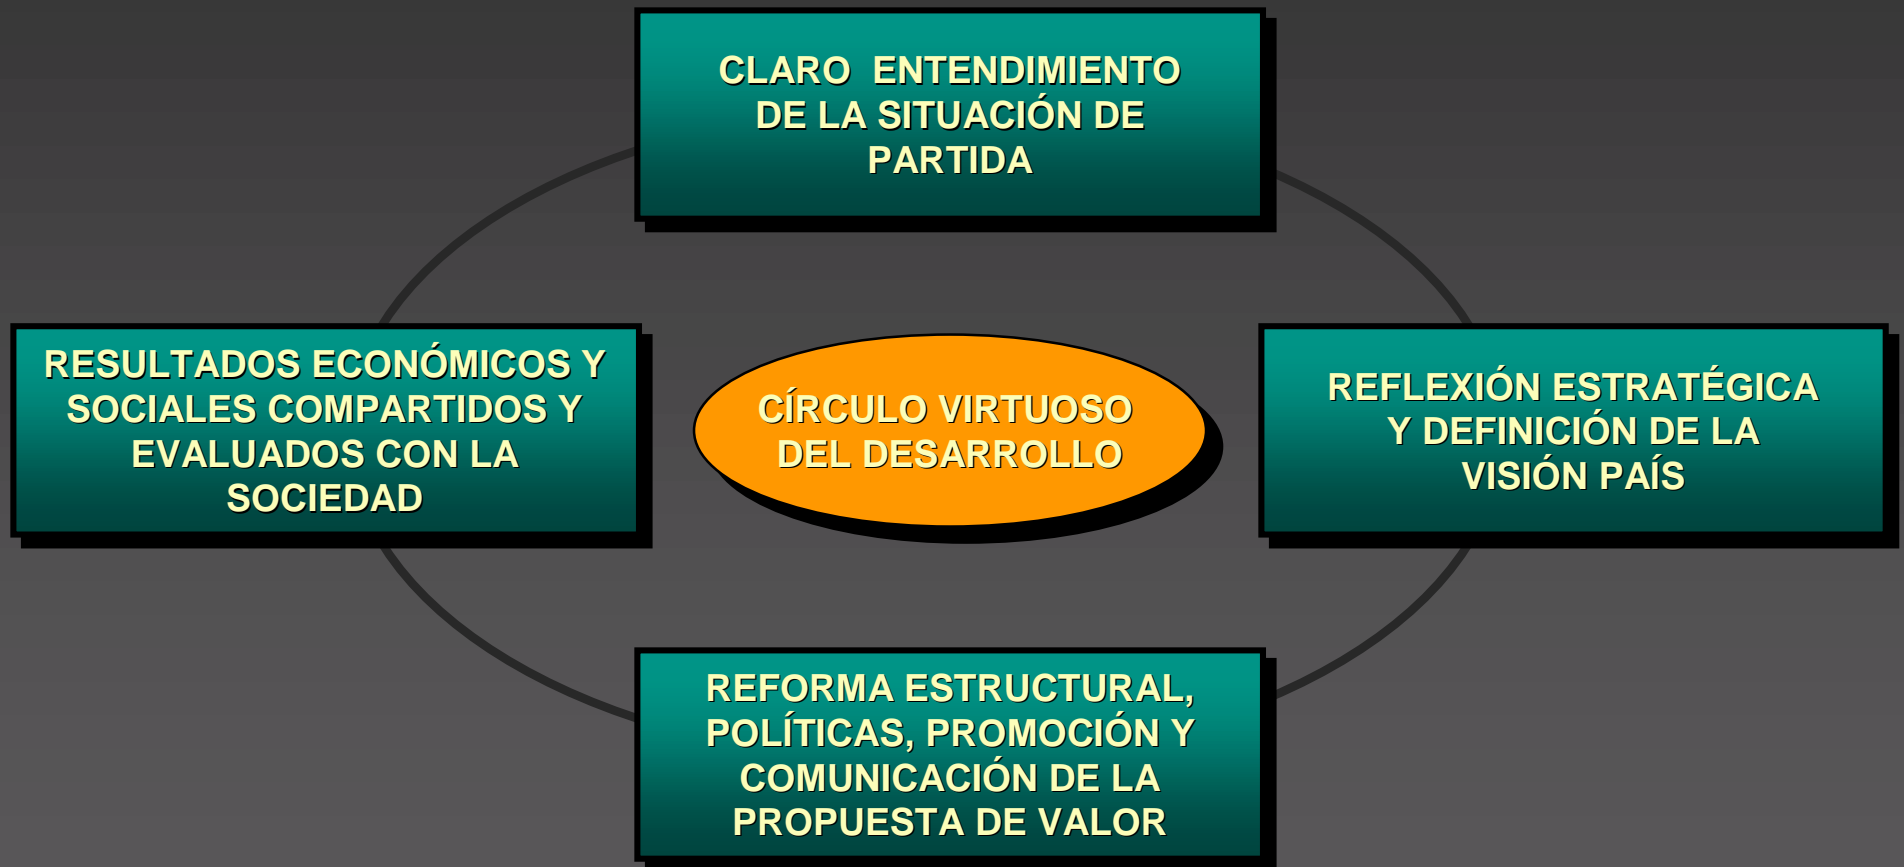 CLARO ENTENDIMIENTO
DE LA SITUACIÓN DE
PARTIDA
RESULTADOS ECONÓMICOS Y
SOCIALES COMPARTIDOS Y
EVALUADOS CON LA
SOCIEDAD
CÍRCULO VIRTUOSO
DEL DESARROLLO
REFLEXIÓN ESTRATÉGICA
Y DEFINICIÓN DE LA
VISIÓN PAÍS
REFORMA ESTRUCTURAL,
POLÍTICAS, PROMOCIÓN Y
COMUNICACIÓN DE LA
PROPUESTA DE VALOR